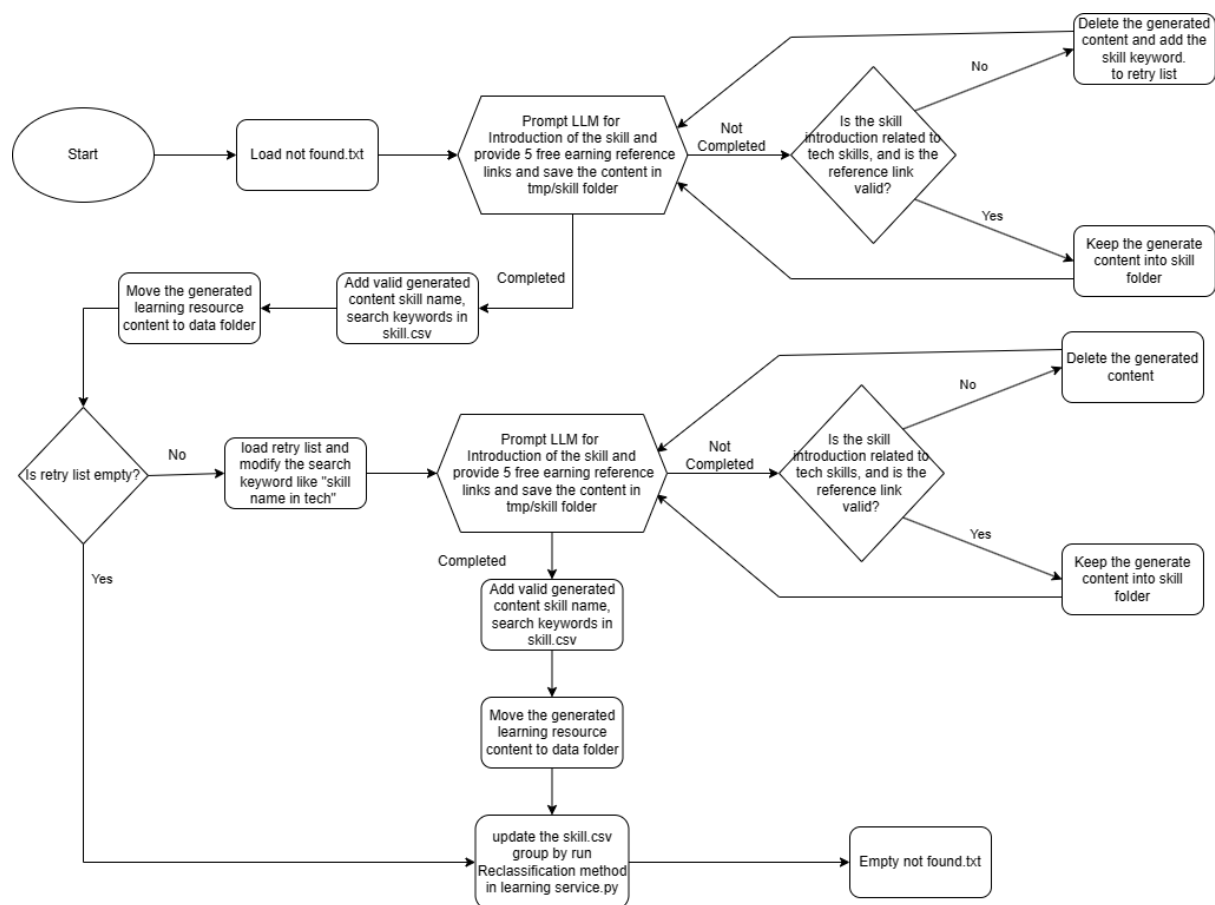 Start
Load not found.txt
Prompt LLM for
Introduction of the skill and
provide 5 free earning reference
links and save the content in
tmp/skill folder
Not
Completed
Is the skill
introduction related to
tech skills, and is the
reference link
valid?
No
Delete the generated
content and add the
skill keyword.
to retry list
Yes
Keep the generate
content into skill
folder
Completed
Add valid generated
content skill name,
search keywords in
skill.csv
Move the generated
learning resource
content to data folder
Is retry list empty?
No
load retry list and
modify the search
keyword like "skill
name in tech"
Prompt LLM for
Introduction of the skill and
provide 5 free earning reference
links and save the content in
tmp/skill folder
Not
Completed
Is the skill
introduction related to
tech skills, and is the
reference link
valid?
No
Delete the generated
content
Yes
Keep the generate
content into skill
folder
Completed
Add valid generated
content skill name,
search keywords in
skill.csv
Move the generated
learning resource
content to data folder
Yes
update the skill.csv
group by run
Reclassification method
in learning service.py
Empty not found.txt